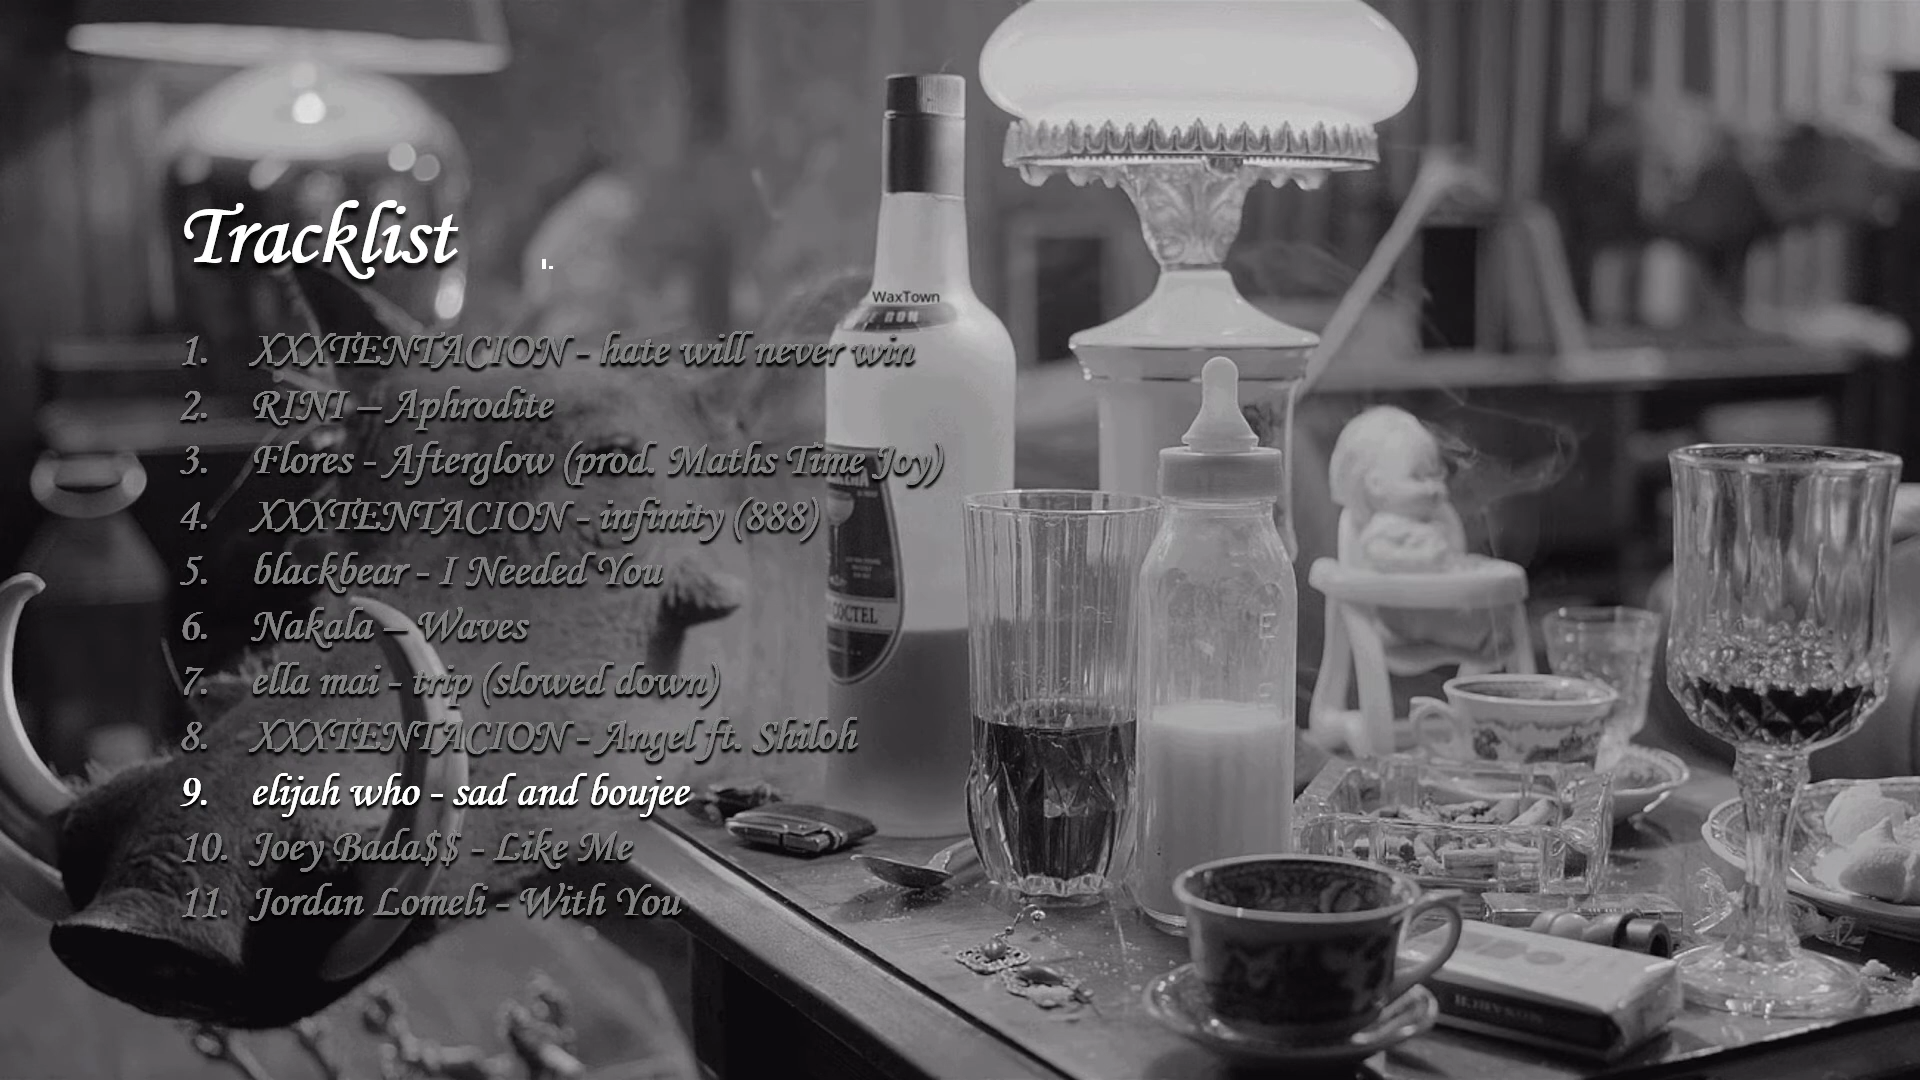 Tracklist
I.
WaxTown
1. XXXTENTACION - hate will never win
2. RINI – Aphrodite
3. Flores - Afterglow (prod. Maths Time Joy)
4. XXXTENTACION - infinity (888)
5. blackbear - I Needed You
6. Nakala – Waves
7. ella mai - trip (slowed down)
8. XXXTENTACION - Angel ft. Shiloh
9. elijah who - sad and boujee
10. Joey Bada$$ - Like Me
11. Jordan Lomeli - With You
COCTEL